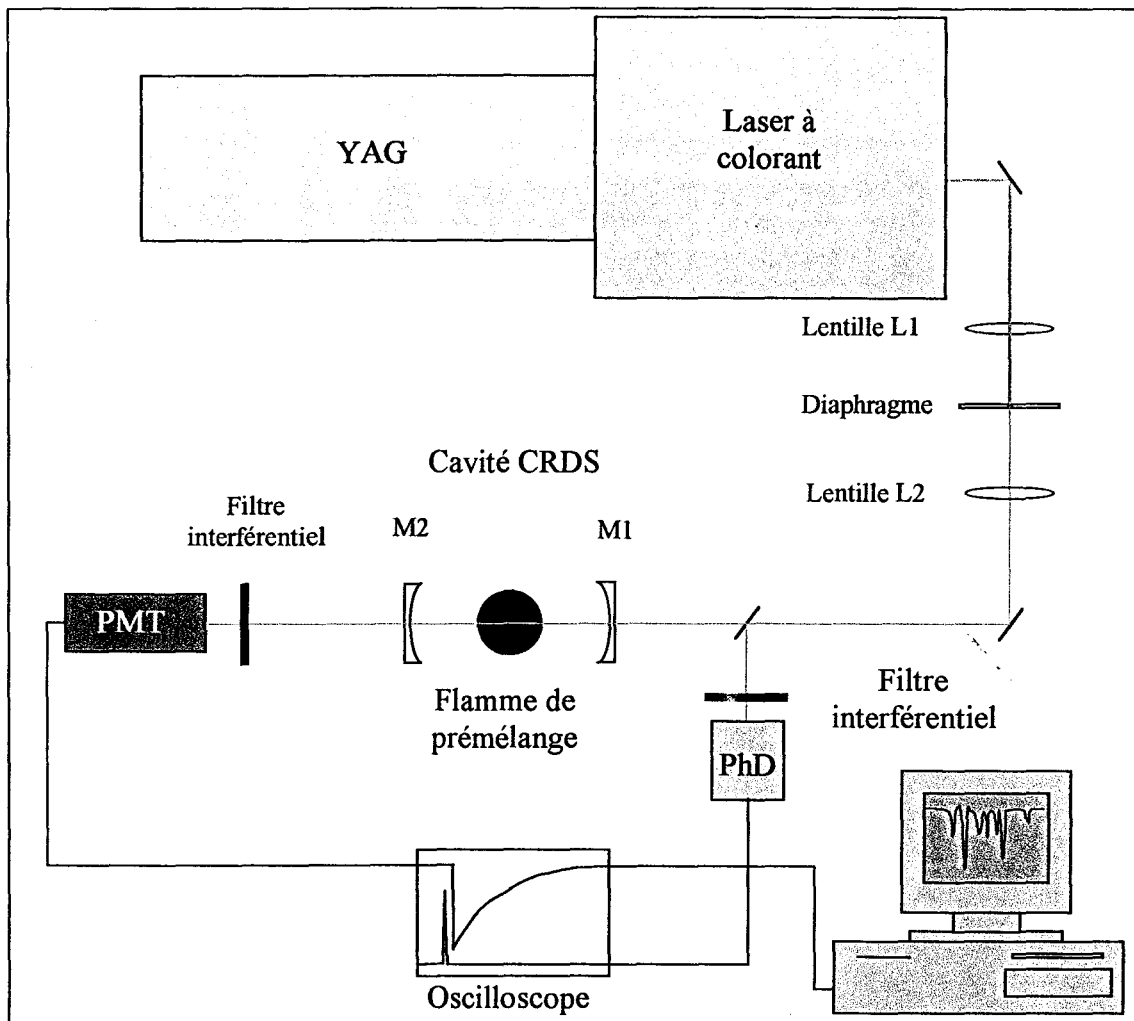 YAG
Laser à
colorant
Lentille L1
Diaphragme
Lentille L2
Cavité CRDS
Filtre
interférentiel
M2
M1
PMT
Flamme de
prémélange
Filtre
interférentiel
PhD
Oscilloscope